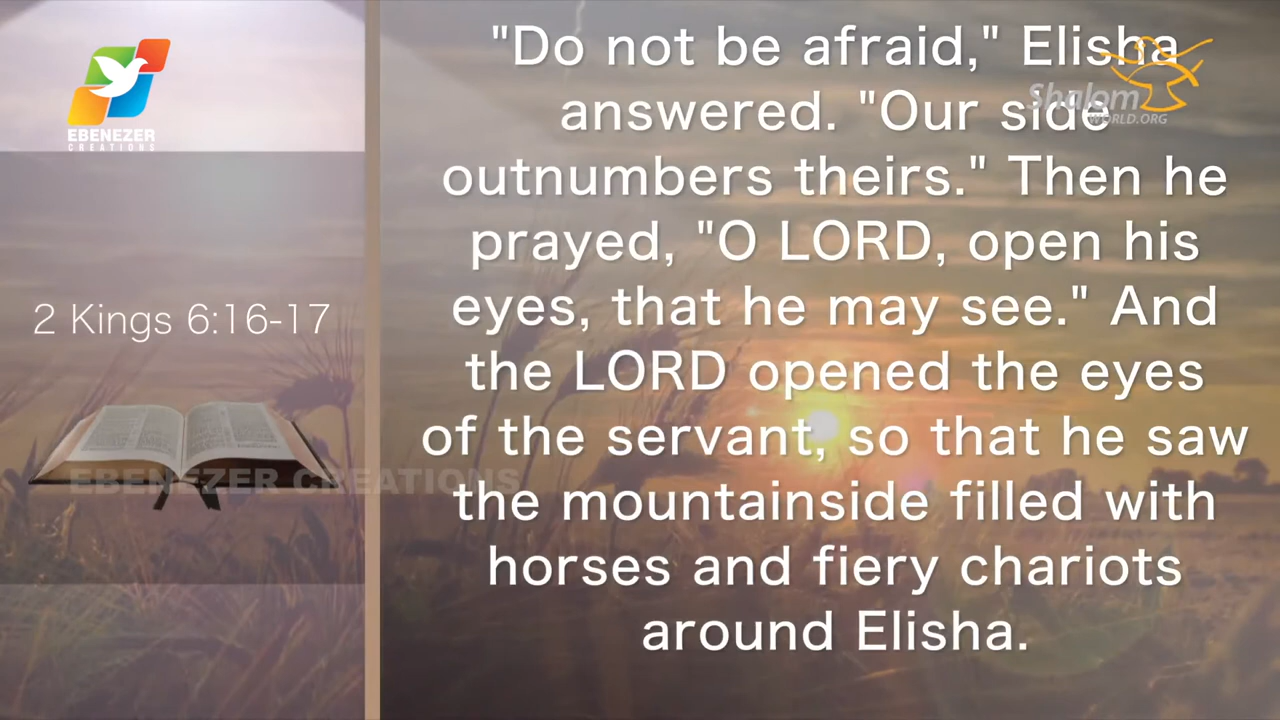 EBENEZER
CREATIONS
2 Kings 6:16-17
"Do not be afraid," Elisha
answered. "Our side
outnumbers theirs." Then he
prayed, "O LORD, open his
eyes, that he may see." And
the LORD opened the eyes
of the servant, so that he saw
the mountainside filled with
horses and fiery chariots
around Elisha.
Shalom
WORLD.ORG
EBENEZER CREATIONS